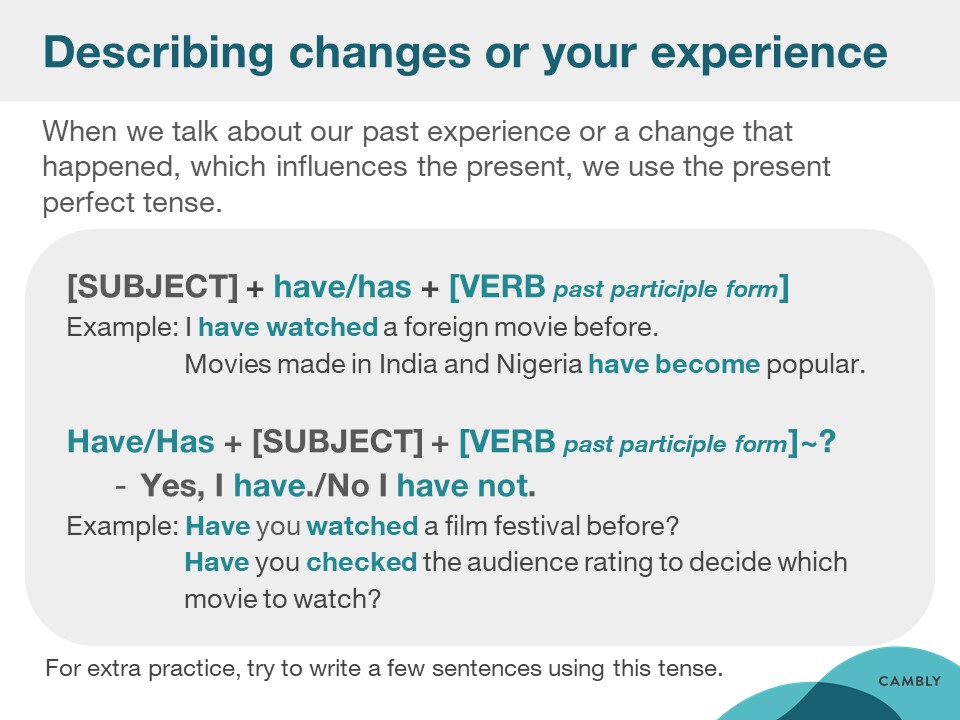 Describing changes or your experience
When we talk about our past experience or a change that
happened, which influences the present, we use the present
perfect tense.
[SUBJECT] + have/has + [VERB past participle form]
Example: I have watched a foreign movie before.
Movies made in India and Nigeria have become popular.
Have/Has + [SUBJECT] + [VERB past participle form]~?
- Yes, I have./No I have not.
Example: Have you watched a film festival before?
Have you checked the audience rating to decide which
movie to watch?
For extra practice, try to write a few sentences using this tense.
CAMBLY